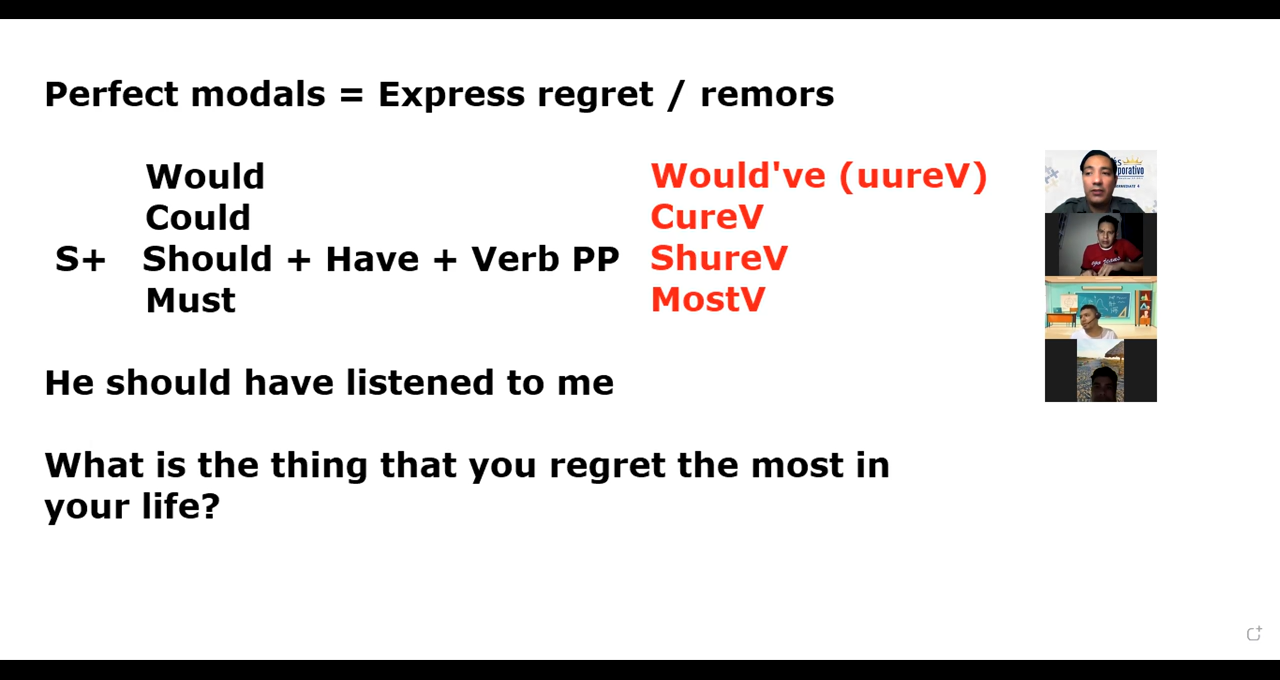 Perfect modals = Express regret / remors
Would Would've (uureV)
Could CureV
S+ Should + Have + Verb PP ShureV
Must MostV
He should have listened to me
What is the thing that you regret the most in
your life?